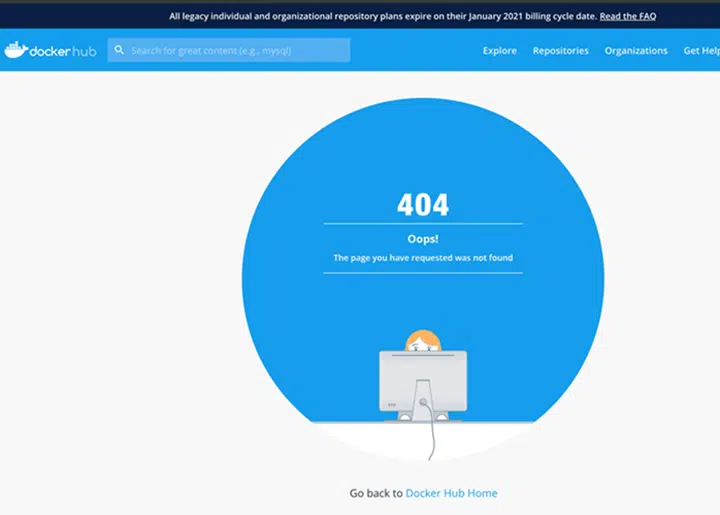 All legacy individual and organizational repository plans expire on their January 2021 billing cycle date. Read the FAQ
docker hub
Search for great content (e.g., mysql)
Explore
Repositories
Organizations
Get Help
404
Oops!
The page you have requested was not found
Go back to Docker Hub Home